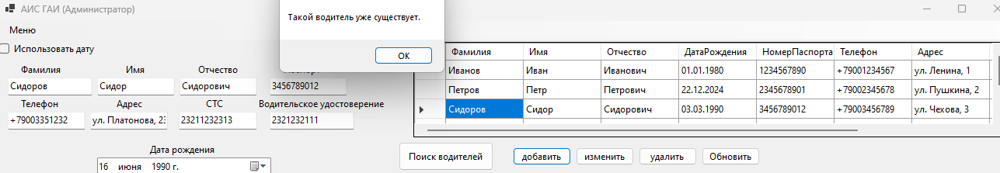 АИС ГАИ (Администратор)
Такой водитель уже существует.
OK
Меню
Использовать дату
Фамилия Имя Отчество
Сидоров Сидор Сидорович 3456789012
Телефон Адрес СТС Водительское удостоверение
+79003351232 ул. Платонова, 23211232313 2321232111
Дата рождения
16 июня 1990 г.
Фамилия Имя Отчество ДатаРождения НомерПаспорта Телефон Адрес
Иванов Иван Иванович 01.01.1980 1234567890 +79001234567 ул. Ленина, 1
Петров Петр Петрович 22.12.2024 2345678901 +79002345678 ул. Пушкина, 2
Сидоров Сидор Сидорович 03.03.1990 3456789012 +79003456789 ул. Чехова, 3
Поиск водителей добавить изменить удалить Обновить